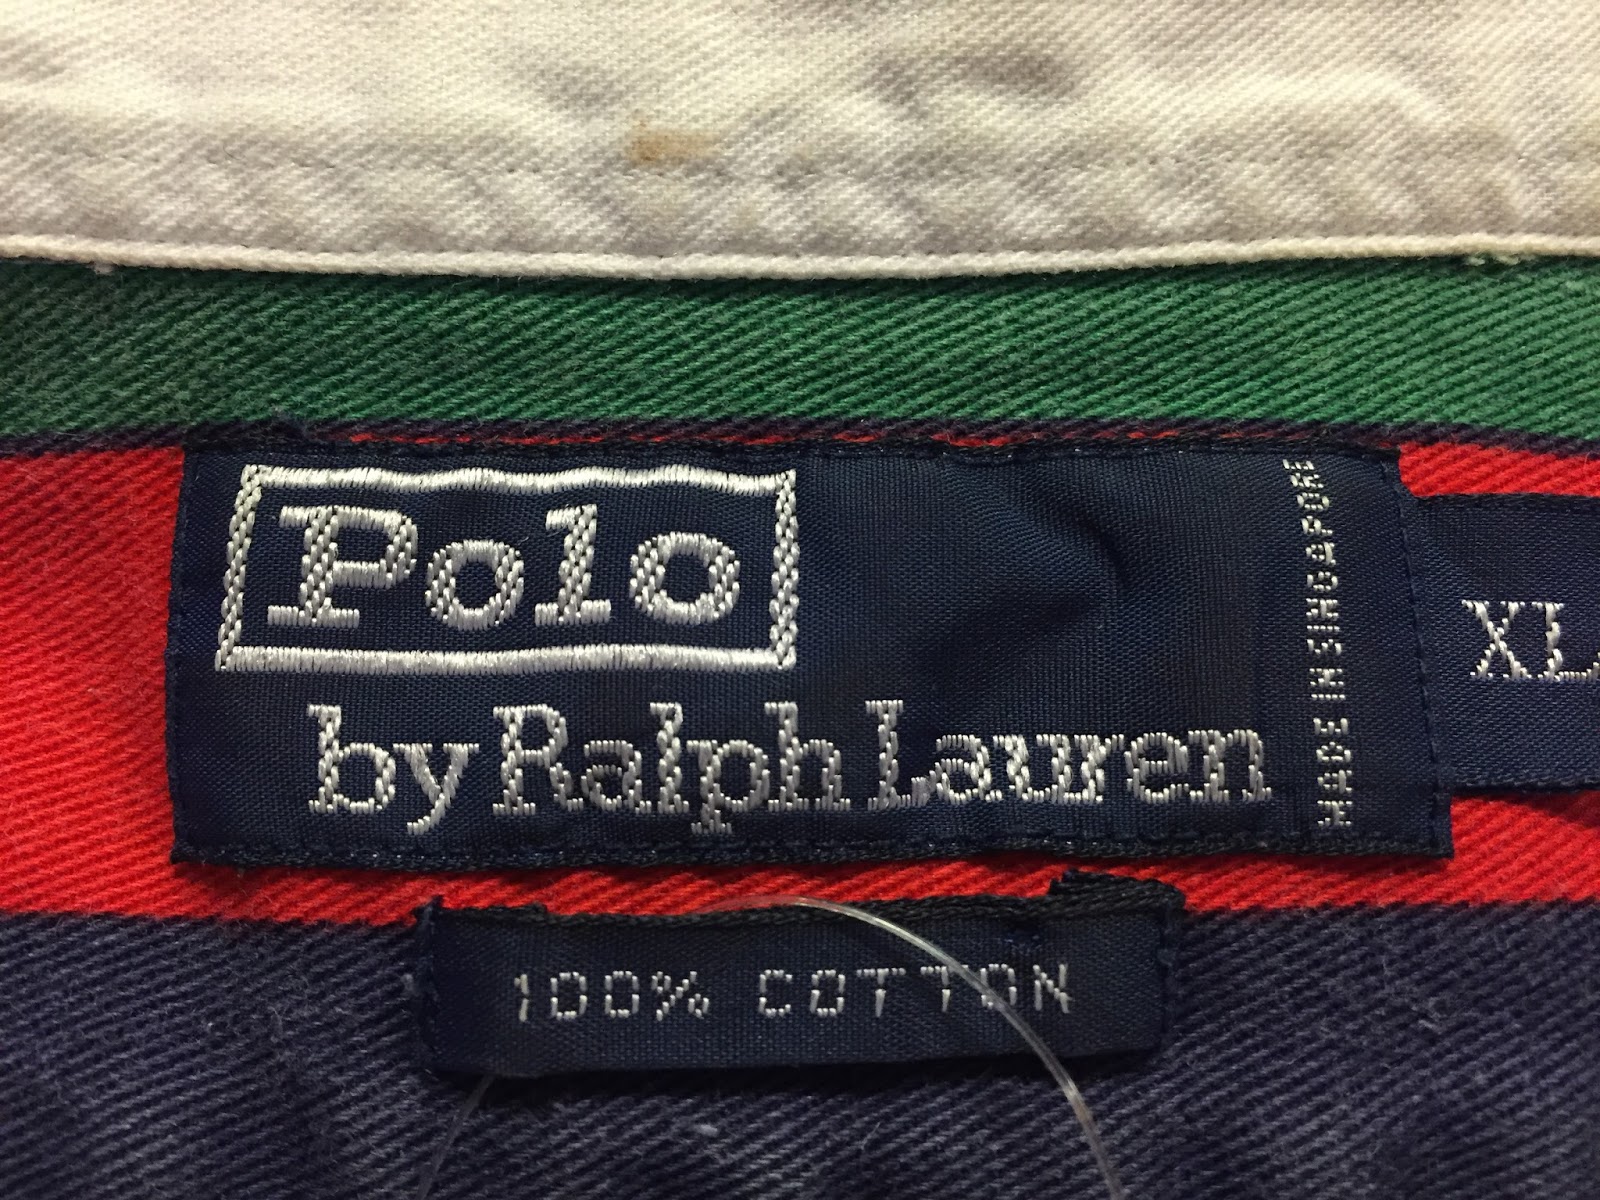 Polo
by Ralph Lauren
MADE IN SINGAPORE
XL
100% COTTON